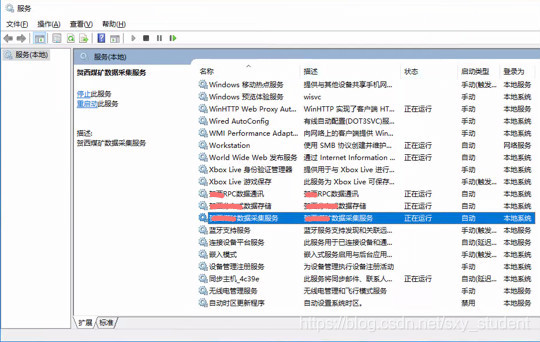 服务
文件(F) 操作(A) 查看(V) 帮助(H)
服务(本地)
服务(本地)
贺西煤矿数据采集服务
停止此服务
重启动此服务
描述:
贺西煤矿数据采集服务
名称 描述 状态 启动类型 登录为
Windows 移动热点服务 提供与其他设备共享手机网... 手动(触发... 本地服务
Windows 预览体验服务 wisvc 手动 本地系统
WinHTTP Web Proxy Aut... WinHTTP 实现了客户端 HT... 正在运行 手动 本地服务
Wired AutoConfig 有线自动配置(DOT3SVC)服... 手动 本地系统
WMI Performance Adapt... 向网络上的客户端提供 Win... 手动 本地系统
Workstation 使用 SMB 协议创建并维护... 正在运行 自动 网络服务
World Wide Web 发布服务 通过 Internet Information ... 正在运行 自动 本地系统
Xbox Live 身份验证管理器 提供用于与 Xbox Live 进行... 手动 本地系统
Xbox Live 游戏保存 此服务为 Xbox Live 可保存... 手动(触发... 本地系统
RPC数据通讯 RPC数据通讯 正在运行 自动 本地系统
数据存储 数据存储 正在运行 自动 本地系统
数据采集服务 数据采集服务 正在运行 自动 本地系统
蓝牙支持服务 蓝牙服务支持发现和关联远... 手动(触发... 本地服务
连接设备平台服务 此服务用于已连接设备和通... 自动(延迟... 本地服务
嵌入模式 嵌入式服务启用与后台应用... 手动(触发... 本地系统
设备管理注册服务 为设备管理执行设备注册活动 手动 本地系统
同步主机_4c39e 此服务将同步邮件、联系人... 正在运行 自动(延迟... 本地系统
无线电管理服务 无线电管理和飞行模式服务 手动 本地服务
自动时区更新程序 自动设置系统时区。 禁用 本地服务
扩展 标准
https://blog.csdn.net/sxy_student